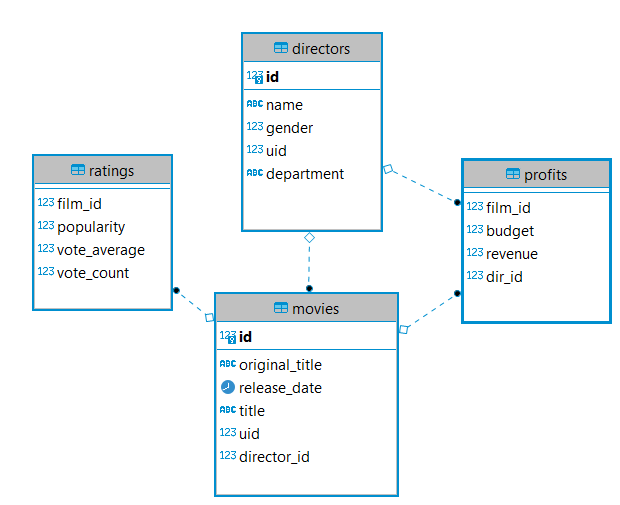 directors
123 id
ABC name
123 gender
123 uid
ABC department
ratings
123 film_id
123 popularity
123 vote_average
123 vote_count
profits
123 film_id
123 budget
123 revenue
123 dir_id
movies
123 id
ABC original_title
release_date
ABC title
123 uid
123 director_id